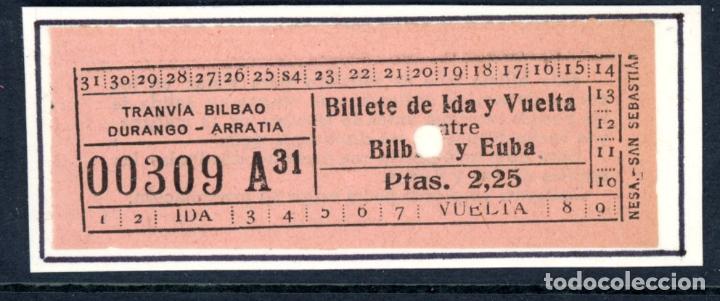 31 30 29 28 27 26 25 S4 23 22 21 20 19 18 17 16 15 14
TRANVÍA BILBAO
DURANGO - ARRATIA
00309 A31
Billete de Ida y Vuelta
Bilb y Euba
Ptas. 2,25
13
12
11
10
1 2 IDA 3 4 5 6 7 VUELTA 8 9
NESA.-SAN SEBASTIÁN
todocoleccion.net